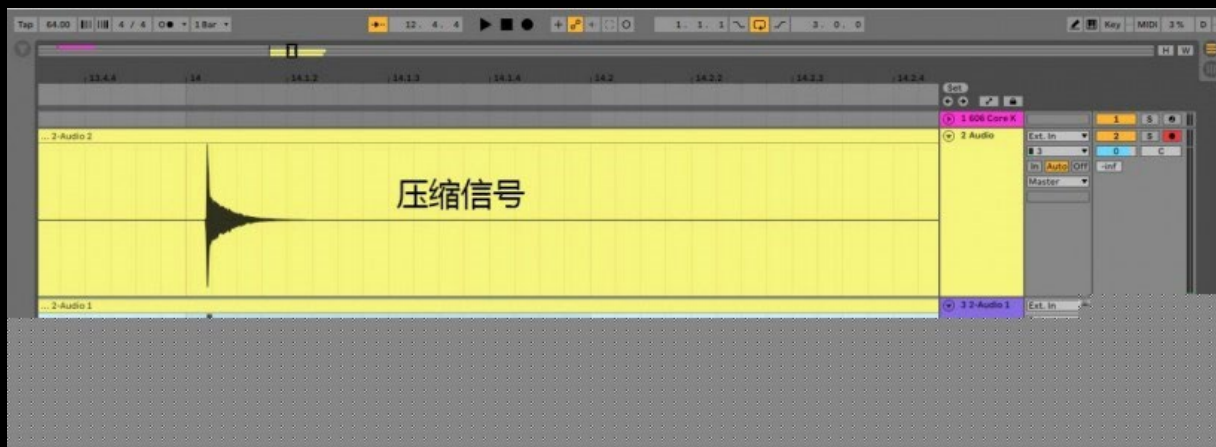 Tap 64.00 4 / 4 1 Bar 12. 4. 4 1. 1. 1 3. 0. 0 Key MIDI 3 % D
H W
13.4.4 14 14.1.2 14.1.3 14.1.4 14.2 14.2.2 14.2.3 14.2.4
Set
1 606 Core K 1 S
... 2-Audio 2 2 Audio Ext. In 2 S
3 0 C
In Auto Off -inf
Master
压缩信号
... 2-Audio 1 3 2-Audio 1 Ext. In